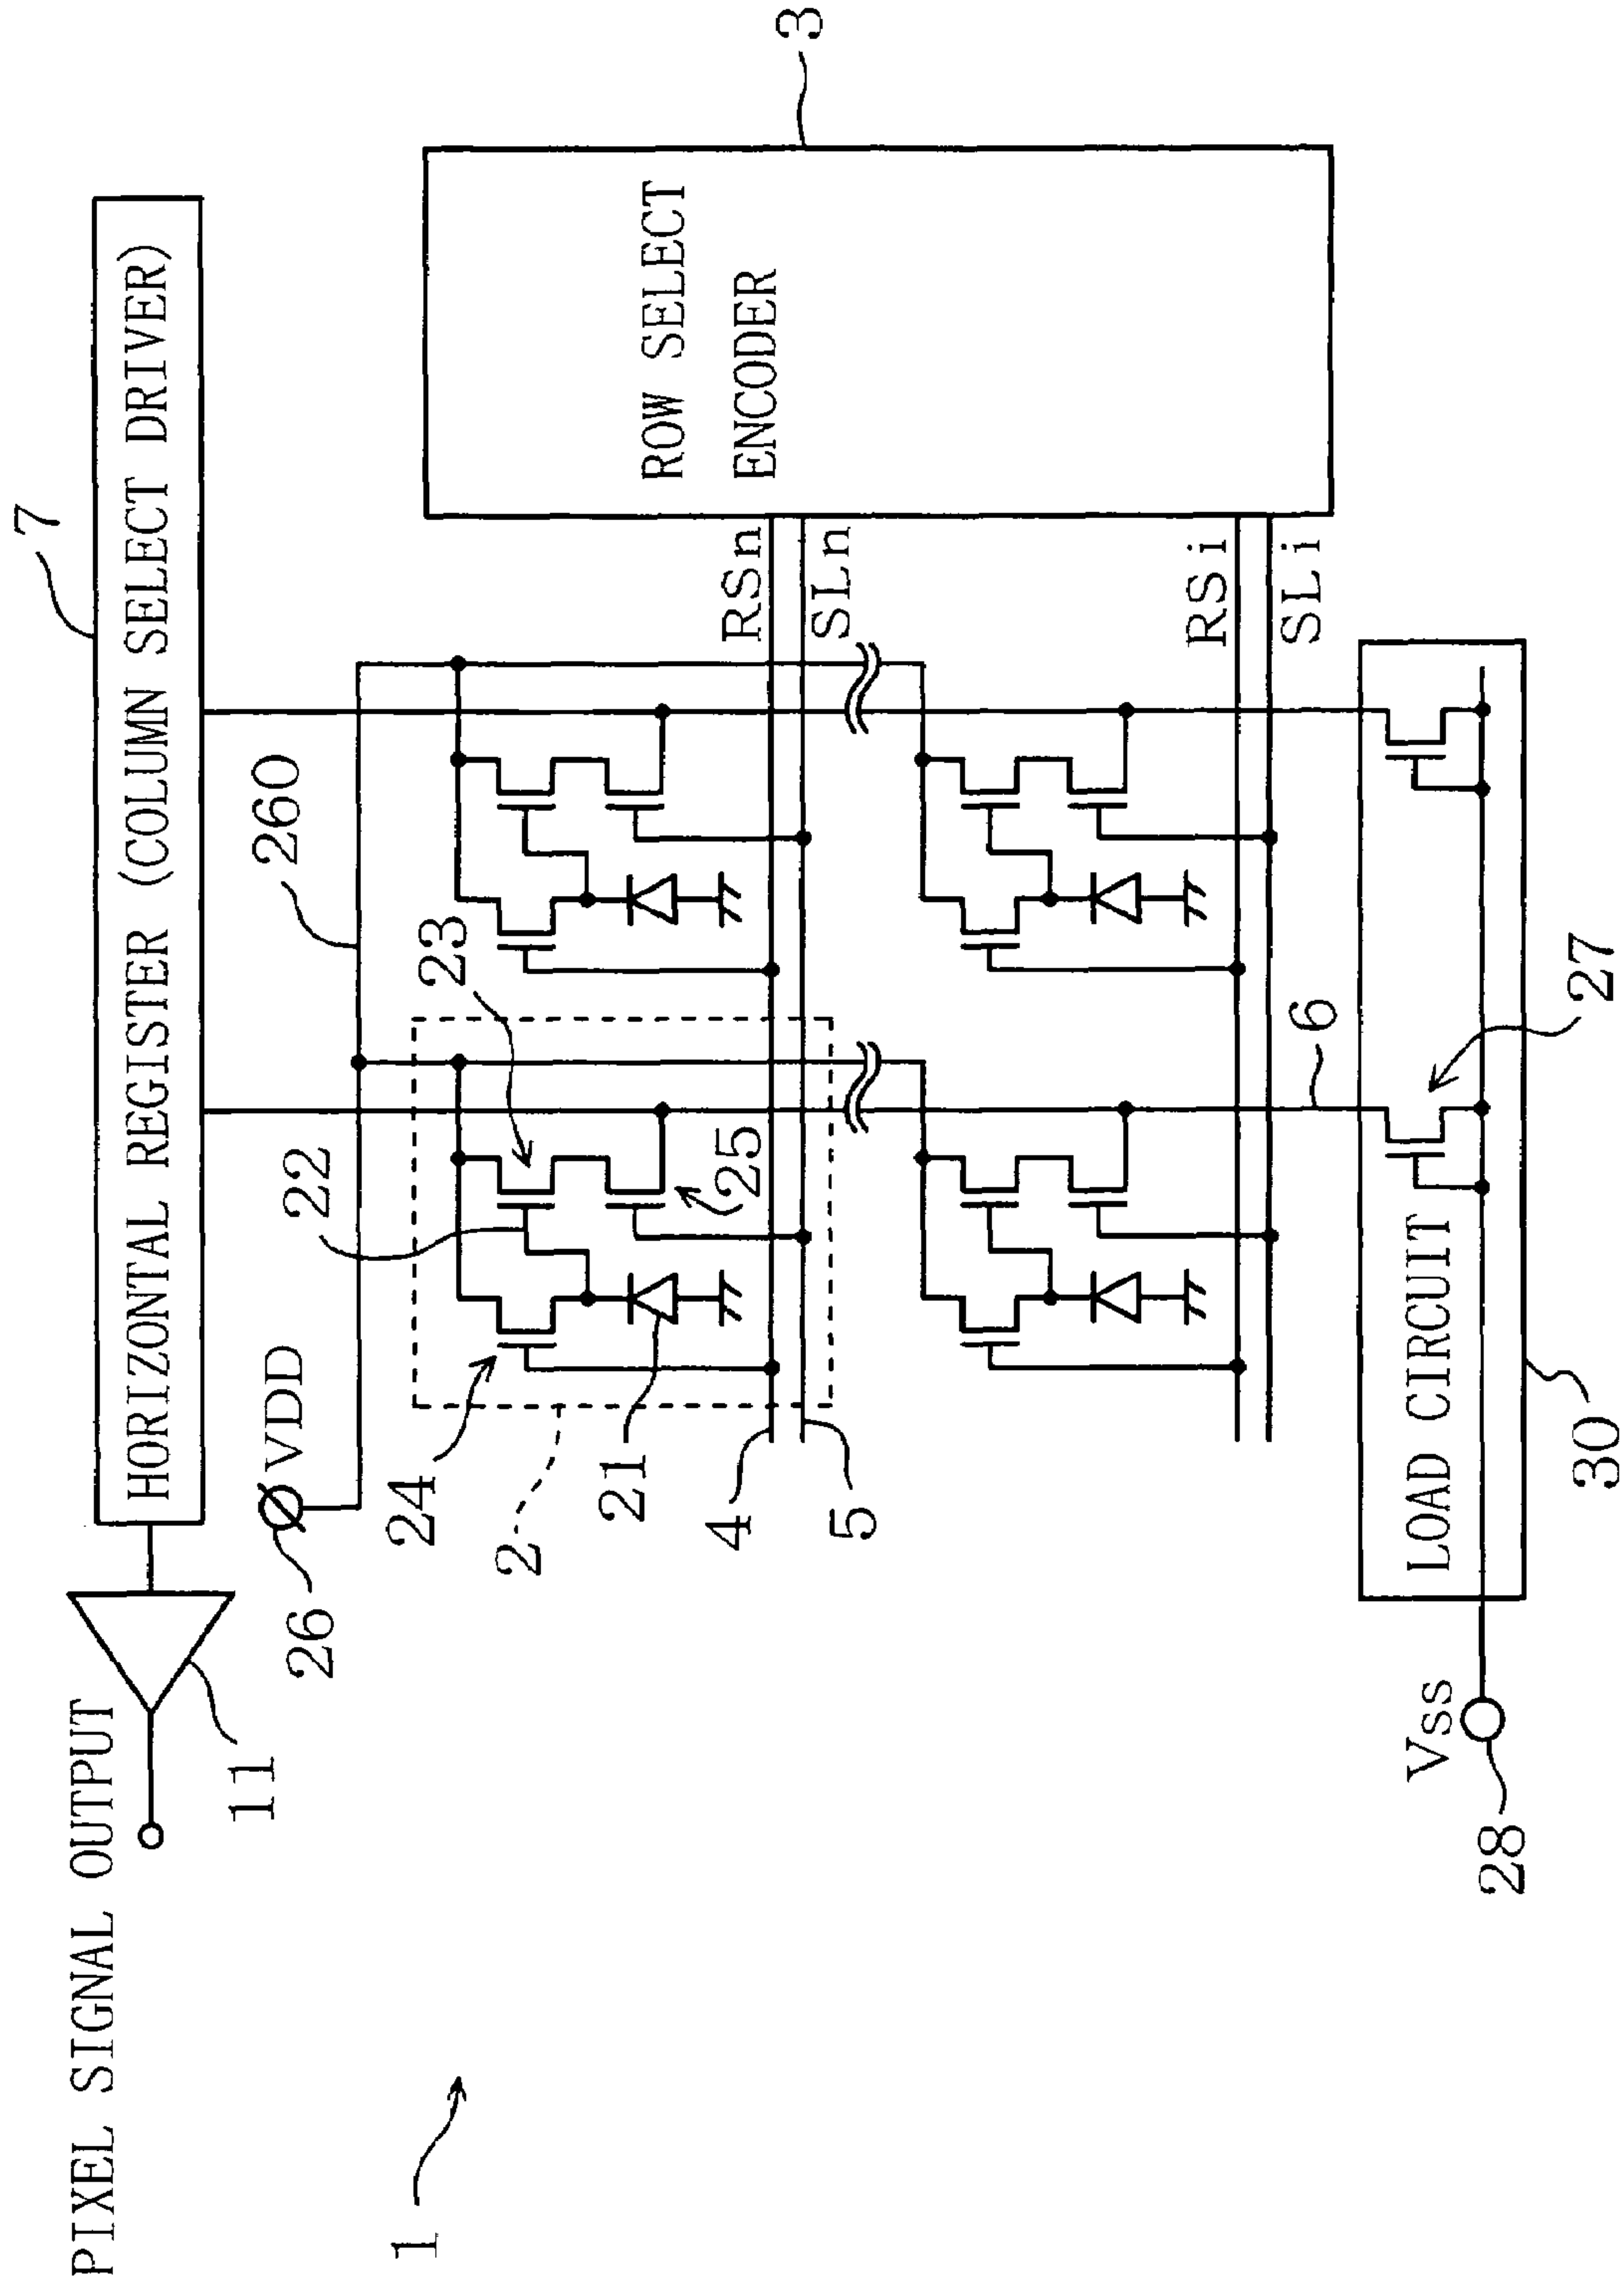 PIXEL SIGNAL OUTPUT
11
7
HORIZONTAL REGISTER (COLUMN SELECT DRIVER)
26
VDD
260
1
22
23
24
2
21
25
4
5
RSn
SLn
ROW SELECT
ENCODER
3
RSi
SLi
6
LOAD CIRCUIT
27
30
Vss
28